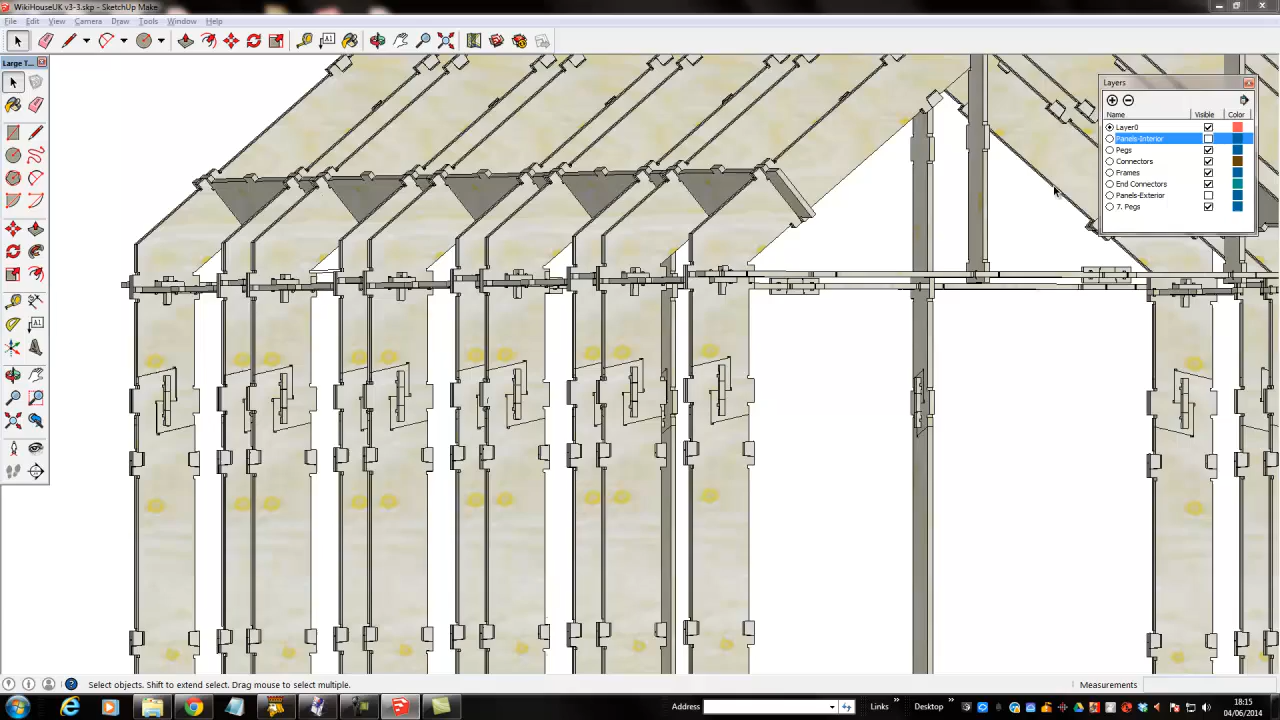 WikiHouseUK v3-3.skp - SketchUp Make
File Edit View Camera Draw Tools Window Help
A1
Large T...
A1
Layers
Name Visible Color
Layer0
Panels-Interior
Pegs
Connectors
Frames
End Connectors
Panels-Exterior
7. Pegs
Select objects. Shift to extend select. Drag mouse to select multiple.
Measurements
Address Links » Desktop »
18:15
04/06/2014